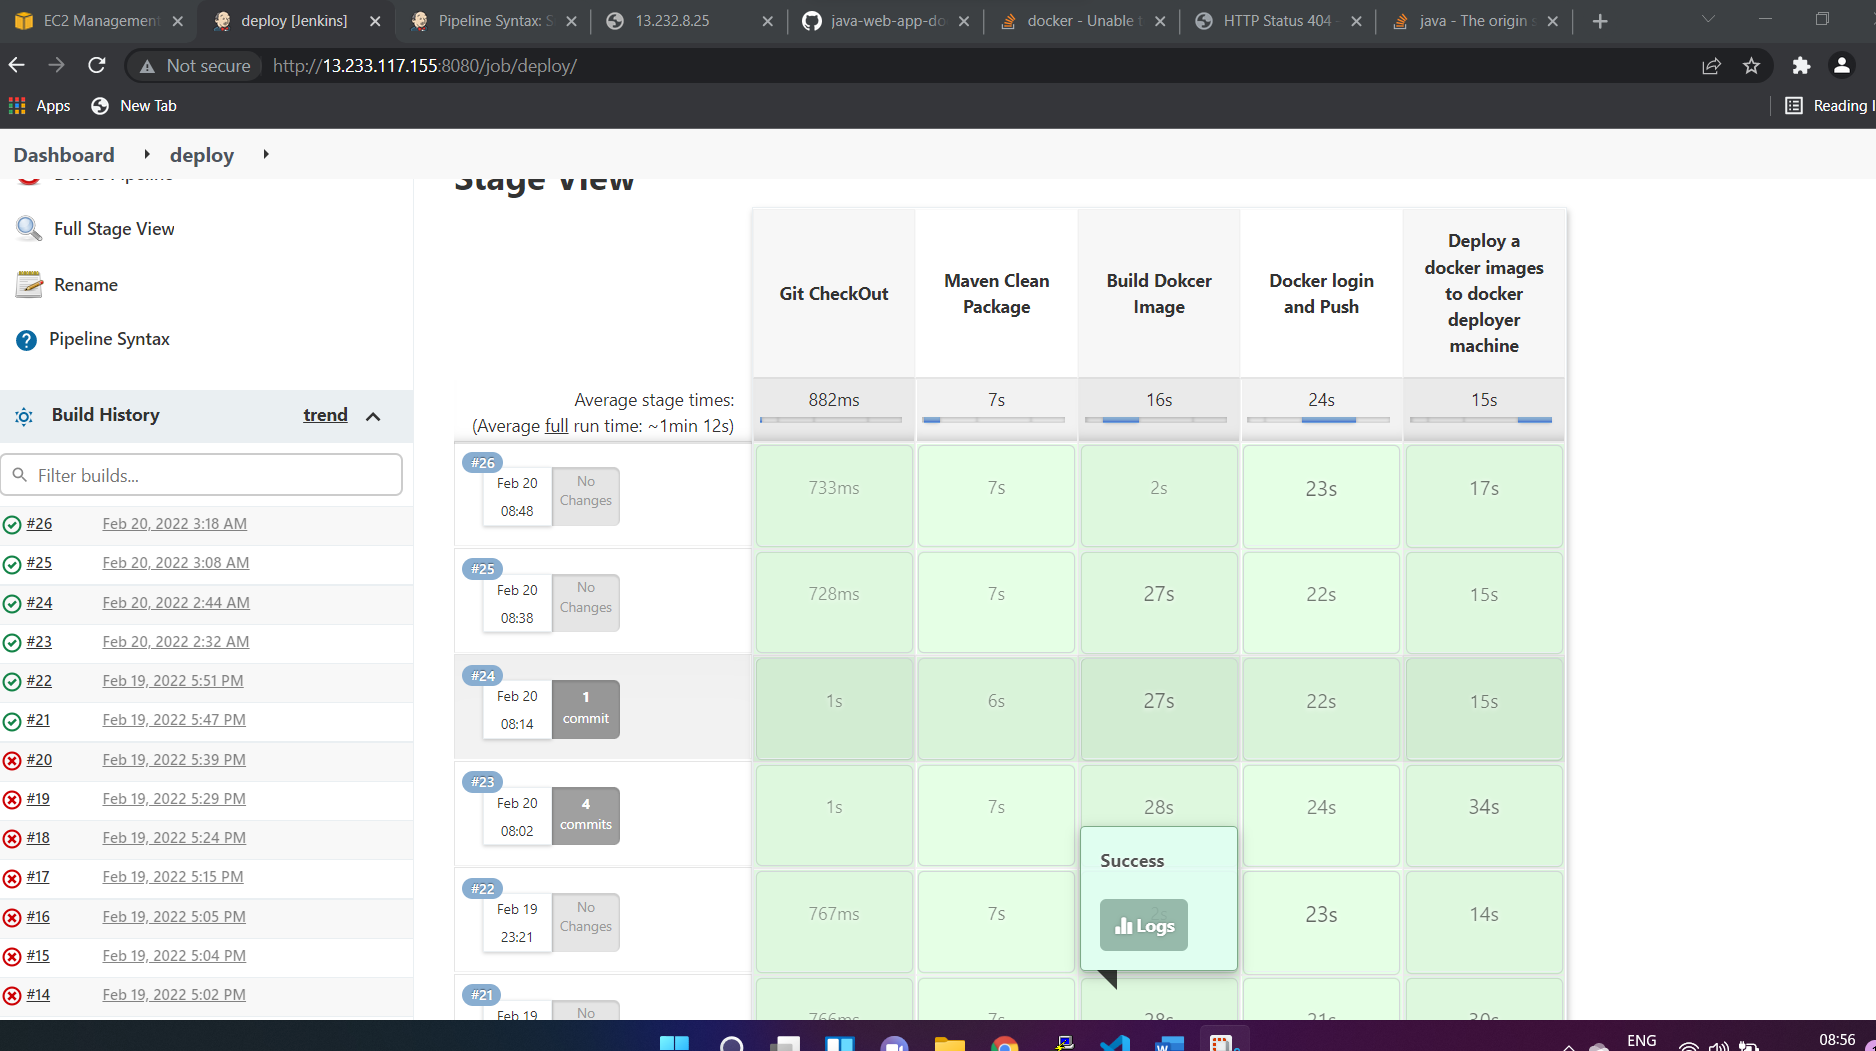 EC2 Management
deploy [Jenkins]
Pipeline Syntax: S
13.232.8.25
java-web-app-do
docker - Unable t
HTTP Status 404 -
java - The origin s
Not secure
http://13.233.117.155:8080/job/deploy/
Apps
New Tab
Reading l
Dashboard
deploy
Delete Pipeline
Full Stage View
Rename
Pipeline Syntax
Build History
trend
Filter builds...
#26 Feb 20, 2022 3:18 AM
#25 Feb 20, 2022 3:08 AM
#24 Feb 20, 2022 2:44 AM
#23 Feb 20, 2022 2:32 AM
#22 Feb 19, 2022 5:51 PM
#21 Feb 19, 2022 5:47 PM
#20 Feb 19, 2022 5:39 PM
#19 Feb 19, 2022 5:29 PM
#18 Feb 19, 2022 5:24 PM
#17 Feb 19, 2022 5:15 PM
#16 Feb 19, 2022 5:05 PM
#15 Feb 19, 2022 5:04 PM
#14 Feb 19, 2022 5:02 PM
Stage View
Git CheckOut
Maven Clean
Package
Build Dokcer
Image
Docker login
and Push
Deploy a
docker images
to docker
deployer
machine
Average stage times:
(Average full run time: ~1min 12s)
882ms
7s
16s
24s
15s
#26
Feb 20
08:48
No
Changes
733ms
7s
2s
23s
17s
#25
Feb 20
08:38
No
Changes
728ms
7s
27s
22s
15s
#24
Feb 20
08:14
1
commit
1s
6s
27s
22s
15s
#23
Feb 20
08:02
4
commits
1s
7s
28s
24s
34s
Success
Logs
#22
Feb 19
23:21
No
Changes
767ms
7s
2s
23s
14s
#21
Feb 19
No
766ms
7s
28s
21s
30s
ENG
08:56